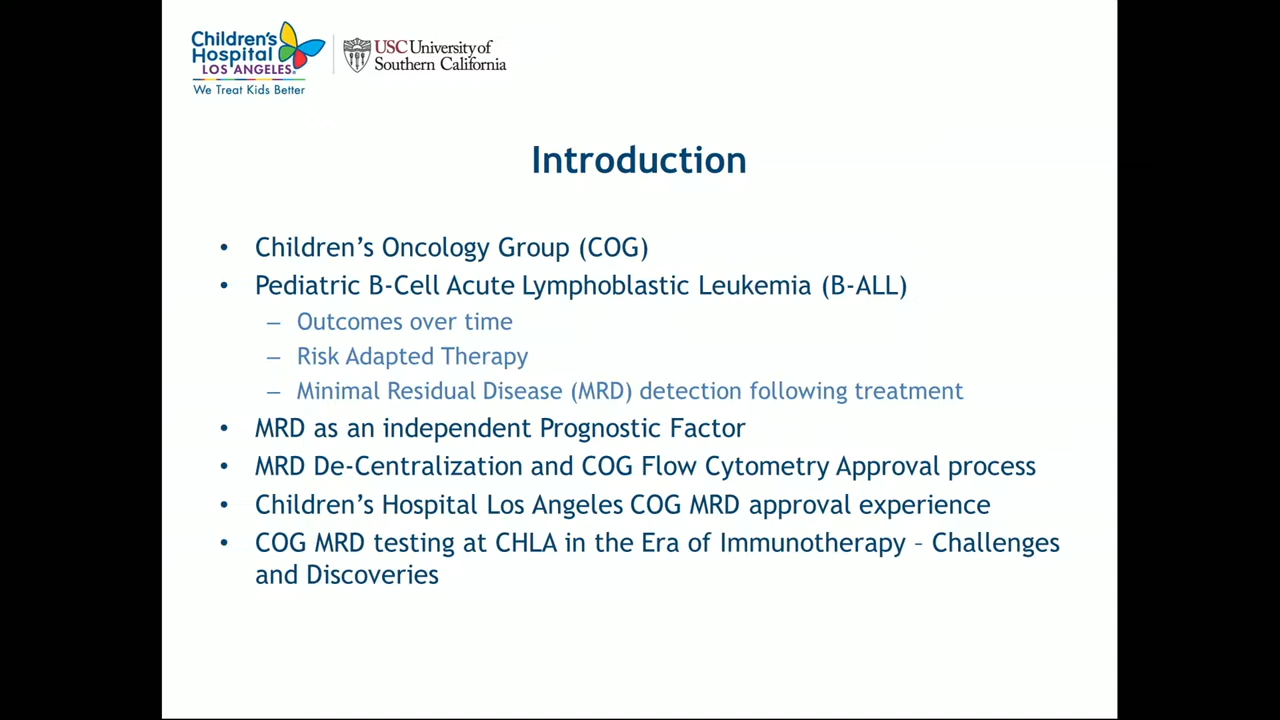 Children's
Hospital
LOS ANGELES®
We Treat Kids Better
USC University of
Southern California
Introduction
• Children's Oncology Group (COG)
• Pediatric B-Cell Acute Lymphoblastic Leukemia (B-ALL)
– Outcomes over time
– Risk Adapted Therapy
– Minimal Residual Disease (MRD) detection following treatment
• MRD as an independent Prognostic Factor
• MRD De-Centralization and COG Flow Cytometry Approval process
• Children's Hospital Los Angeles COG MRD approval experience
• COG MRD testing at CHLA in the Era of Immunotherapy – Challenges
and Discoveries